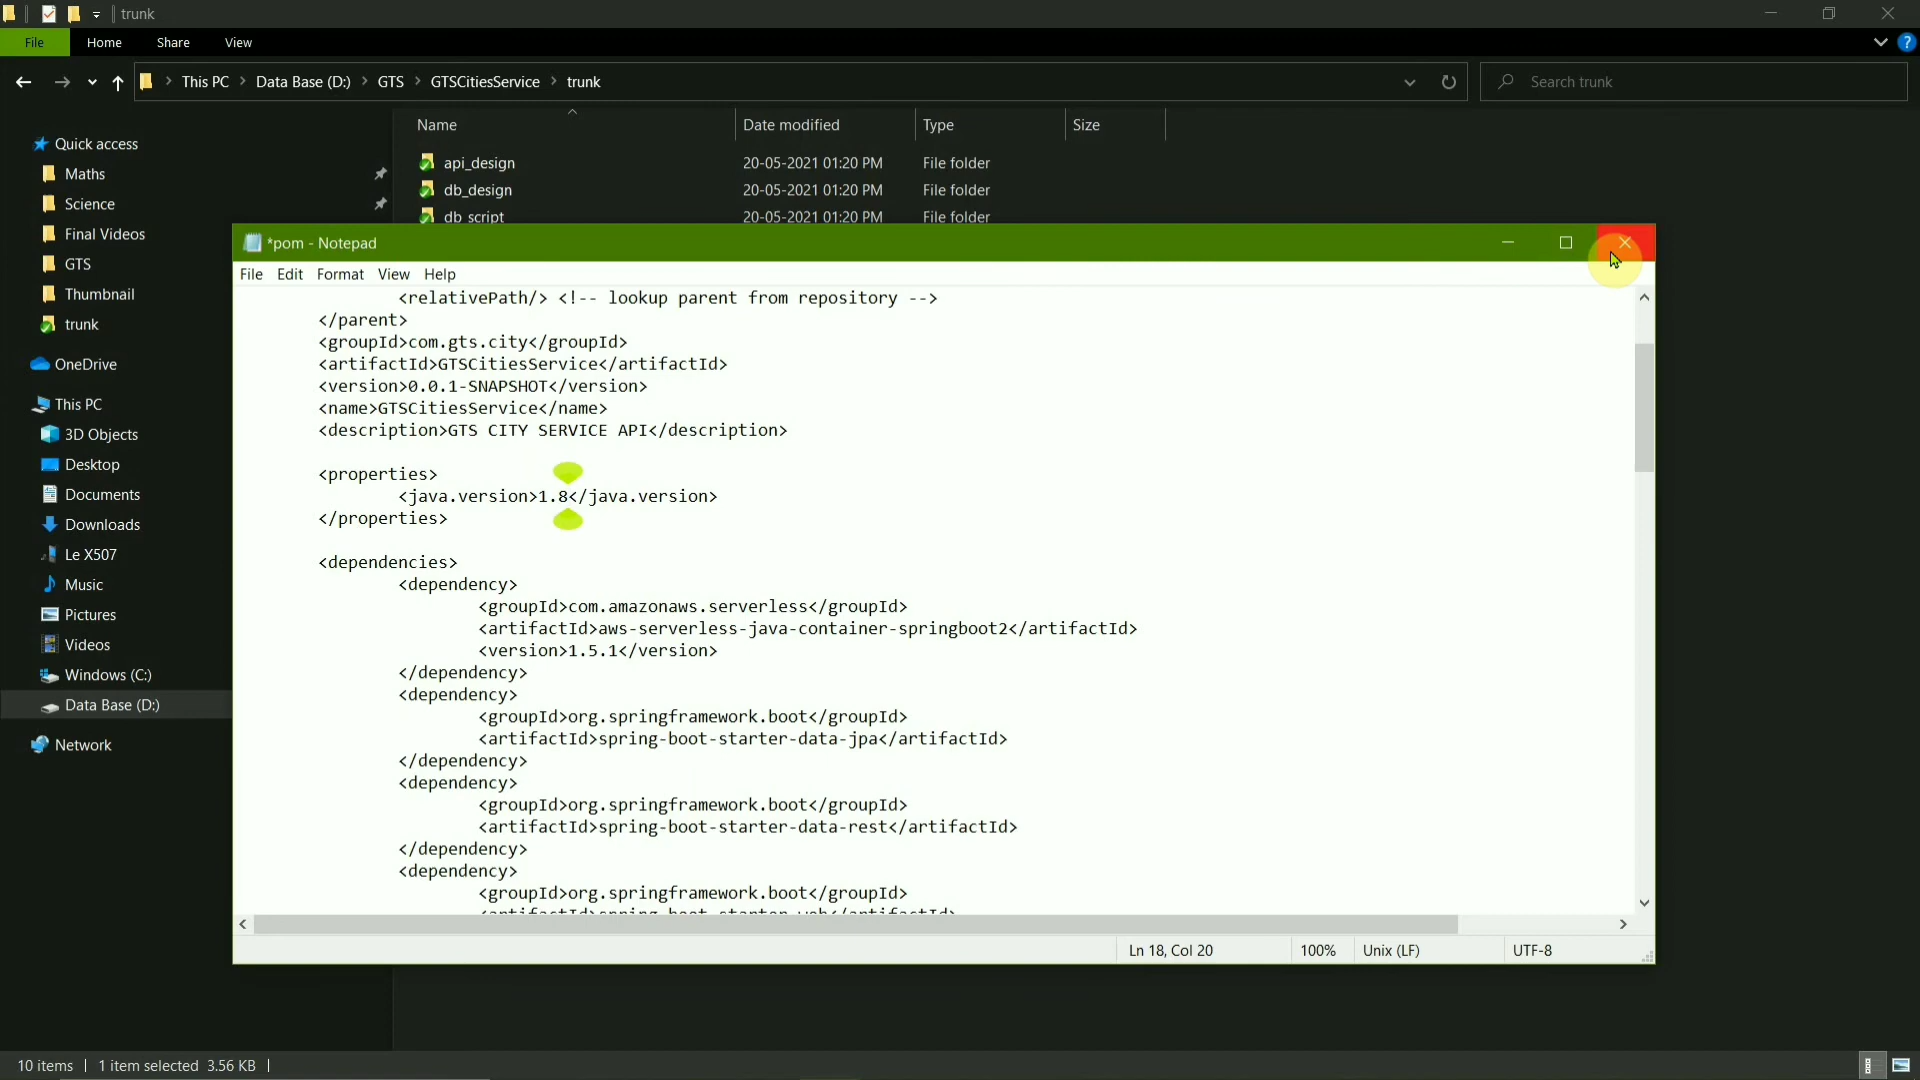 trunk
File Home Share View
This PC Data Base (D:) GTS GTSCitiesService trunk
Search trunk
Name Date modified Type Size
Quick access
Maths
Science
Final Videos
GTS
Thumbnail
trunk
OneDrive
This PC
3D Objects
Desktop
Documents
Downloads
Le X507
Music
Pictures
Videos
Windows (C:)
Data Base (D:)
Network
api_design 20-05-2021 01:20 PM File folder
db_design 20-05-2021 01:20 PM File folder
db_script 20-05-2021 01:20 PM File folder
*pom - Notepad
File Edit Format View Help
<relativePath/> <!-- lookup parent from repository -->
</parent>
<groupId>com.gts.city</groupId>
<artifactId>GTSCitiesService</artifactId>
<version>0.0.1-SNAPSHOT</version>
<name>GTSCitiesService</name>
<description>GTS CITY SERVICE API</description>
<properties>
<java.version>1.8</java.version>
</properties>
<dependencies>
<dependency>
<groupId>com.amazonaws.serverless</groupId>
<artifactId>aws-serverless-java-container-springboot2</artifactId>
<version>1.5.1</version>
</dependency>
<dependency>
<groupId>org.springframework.boot</groupId>
<artifactId>spring-boot-starter-data-jpa</artifactId>
</dependency>
<dependency>
<groupId>org.springframework.boot</groupId>
<artifactId>spring-boot-starter-data-rest</artifactId>
</dependency>
<dependency>
<groupId>org.springframework.boot</groupId>
<artifactId>spring-boot-starter-web</artifactId>
Ln 18, Col 20 100% Unix (LF) UTF-8
10 items 1 item selected 3.56 KB